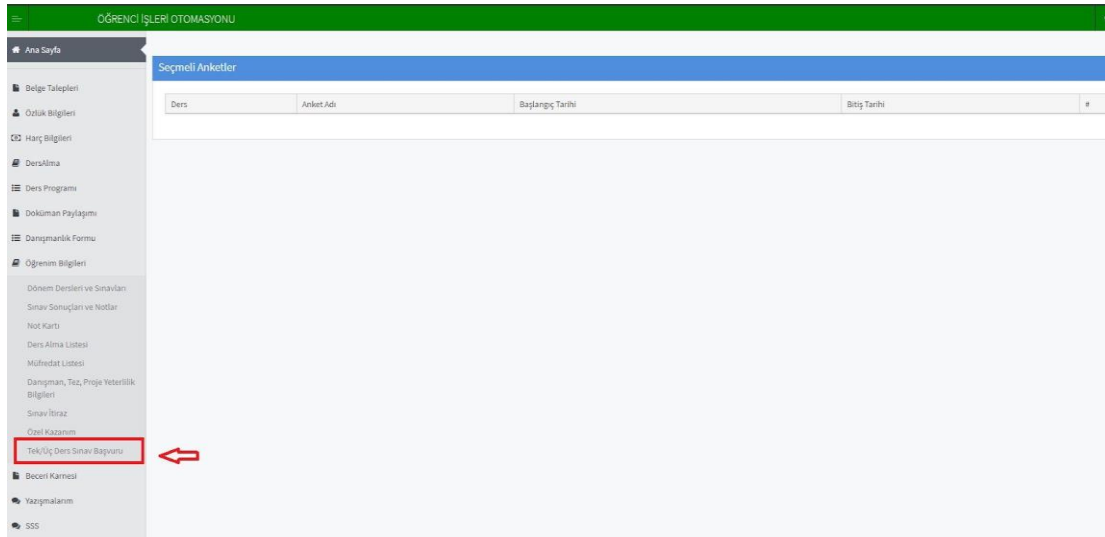 ÖĞRENCİ İŞLERİ OTOMASYONU
Ana Sayfa
Belge Talepleri
Özlük Bilgileri
Harç Bilgileri
DersAlma
Ders Programı
Doküman Paylaşımı
Danışmanlık Formu
Öğrenim Bilgileri
Dönem Dersleri ve Sınavları
Sınav Sonuçları ve Notlar
Not Kartı
Ders Alma Listesi
Müfredat Listesi
Danışman, Tez, Proje Yeterlilik
Bilgileri
Sınav İtiraz
Özel Kazanım
Tek/Üç Ders Sınav Başvuru
Beceri Karnesi
Yazışmalarım
SSS
Seçmeli Anketler
Ders Anket Adı Başlangıç Tarihi Bitiş Tarihi #